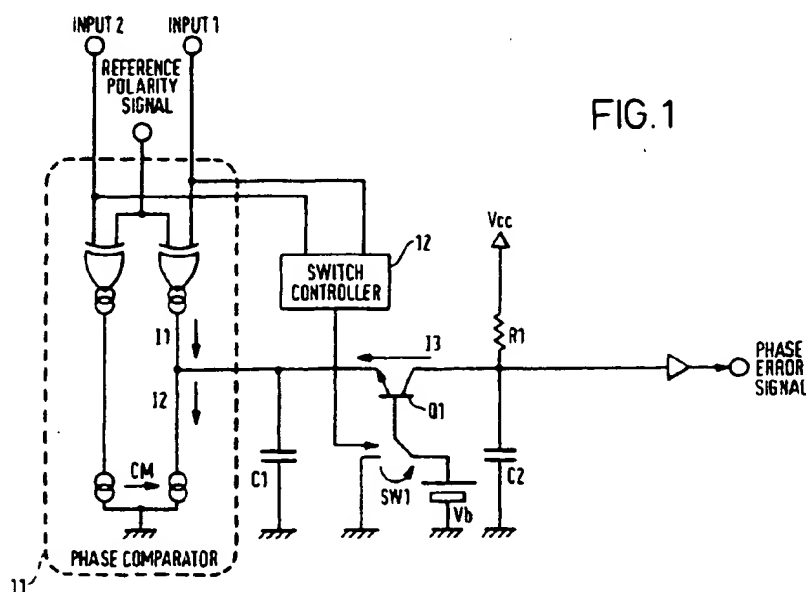 INPUT 2
INPUT 1
REFERENCE
POLARITY
SIGNAL
FIG.1
12
SWITCH
CONTROLLER
Vcc
R1
I1
I3
PHASE
ERROR
SIGNAL
I2
Q1
CM
C1
SW1
Vb
C2
PHASE COMPARATOR
11